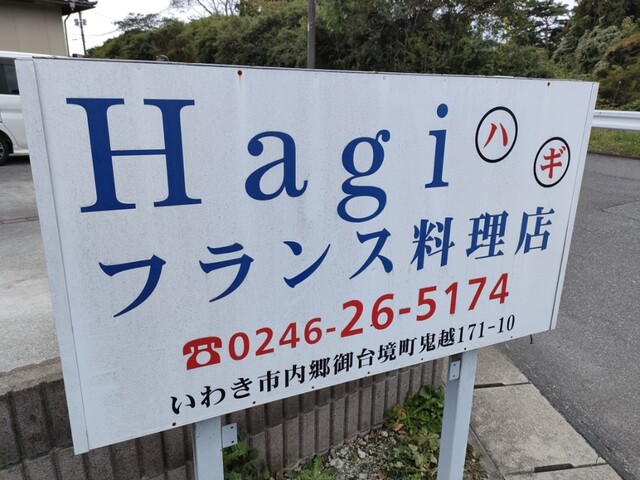 Hagi ハギ
フランス料理店
☎0246-26-5174
いわき市内郷御台境町鬼越171-10